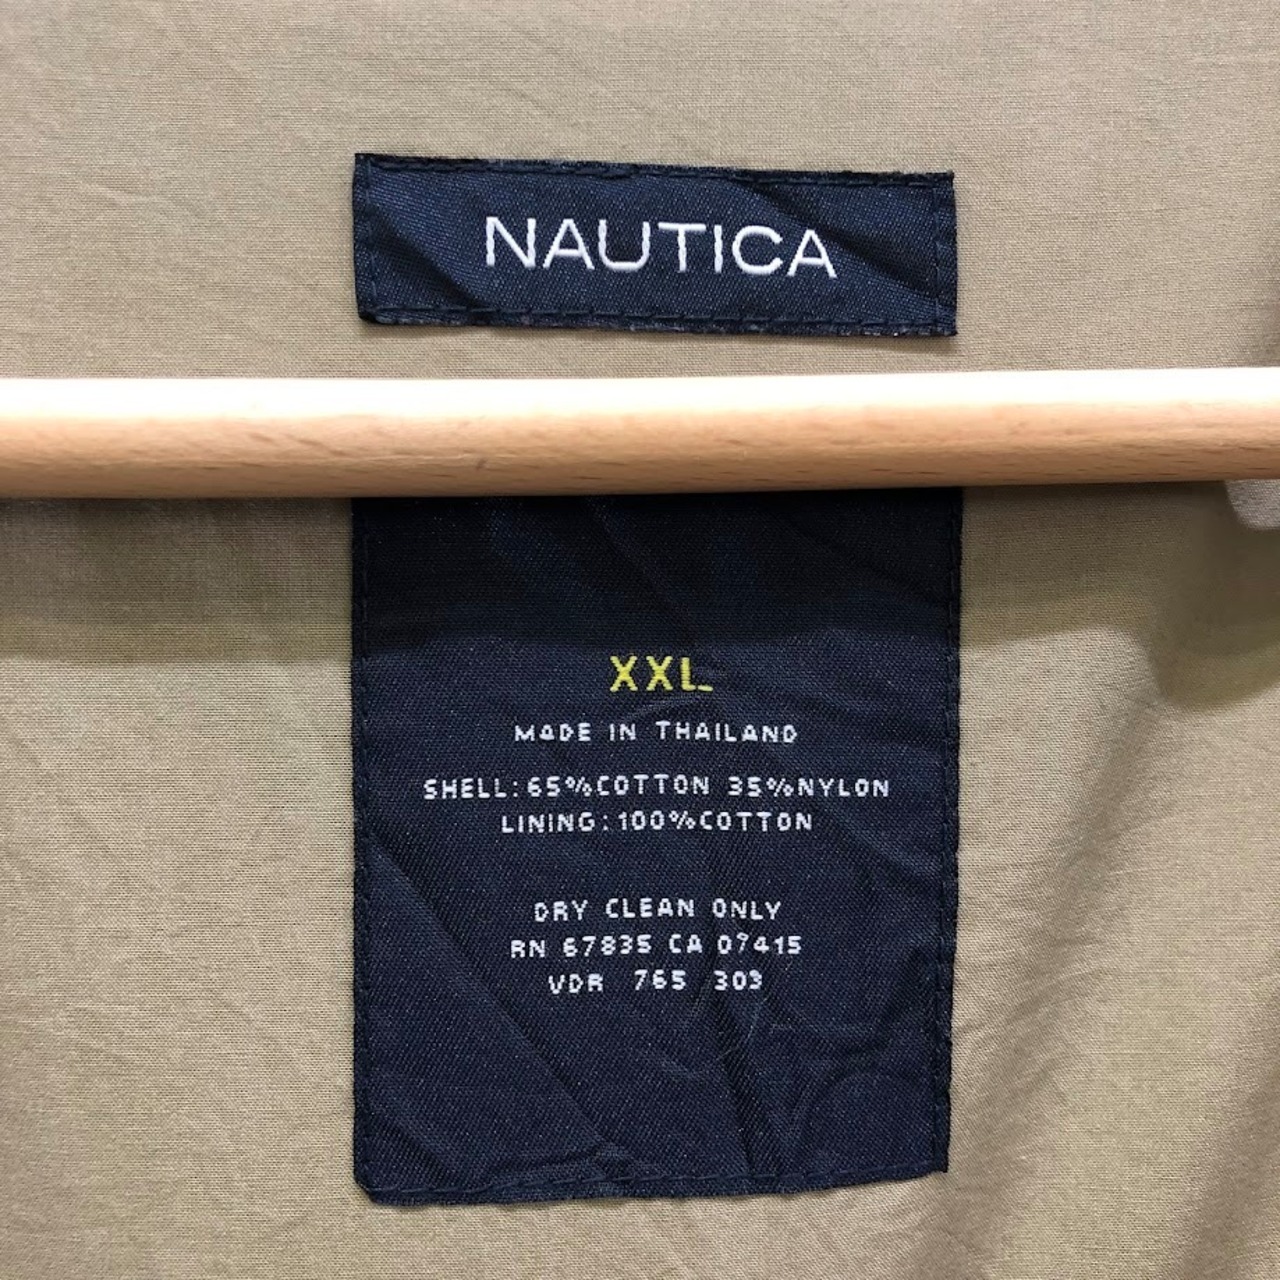 NAUTICA
XXL
MADE IN THAILAND
SHELL:65%COTTON 35%NYLON
LINING:100%COTTON
DRY CLEAN ONLY
RN 67835 CA 07415
VDR 765 303